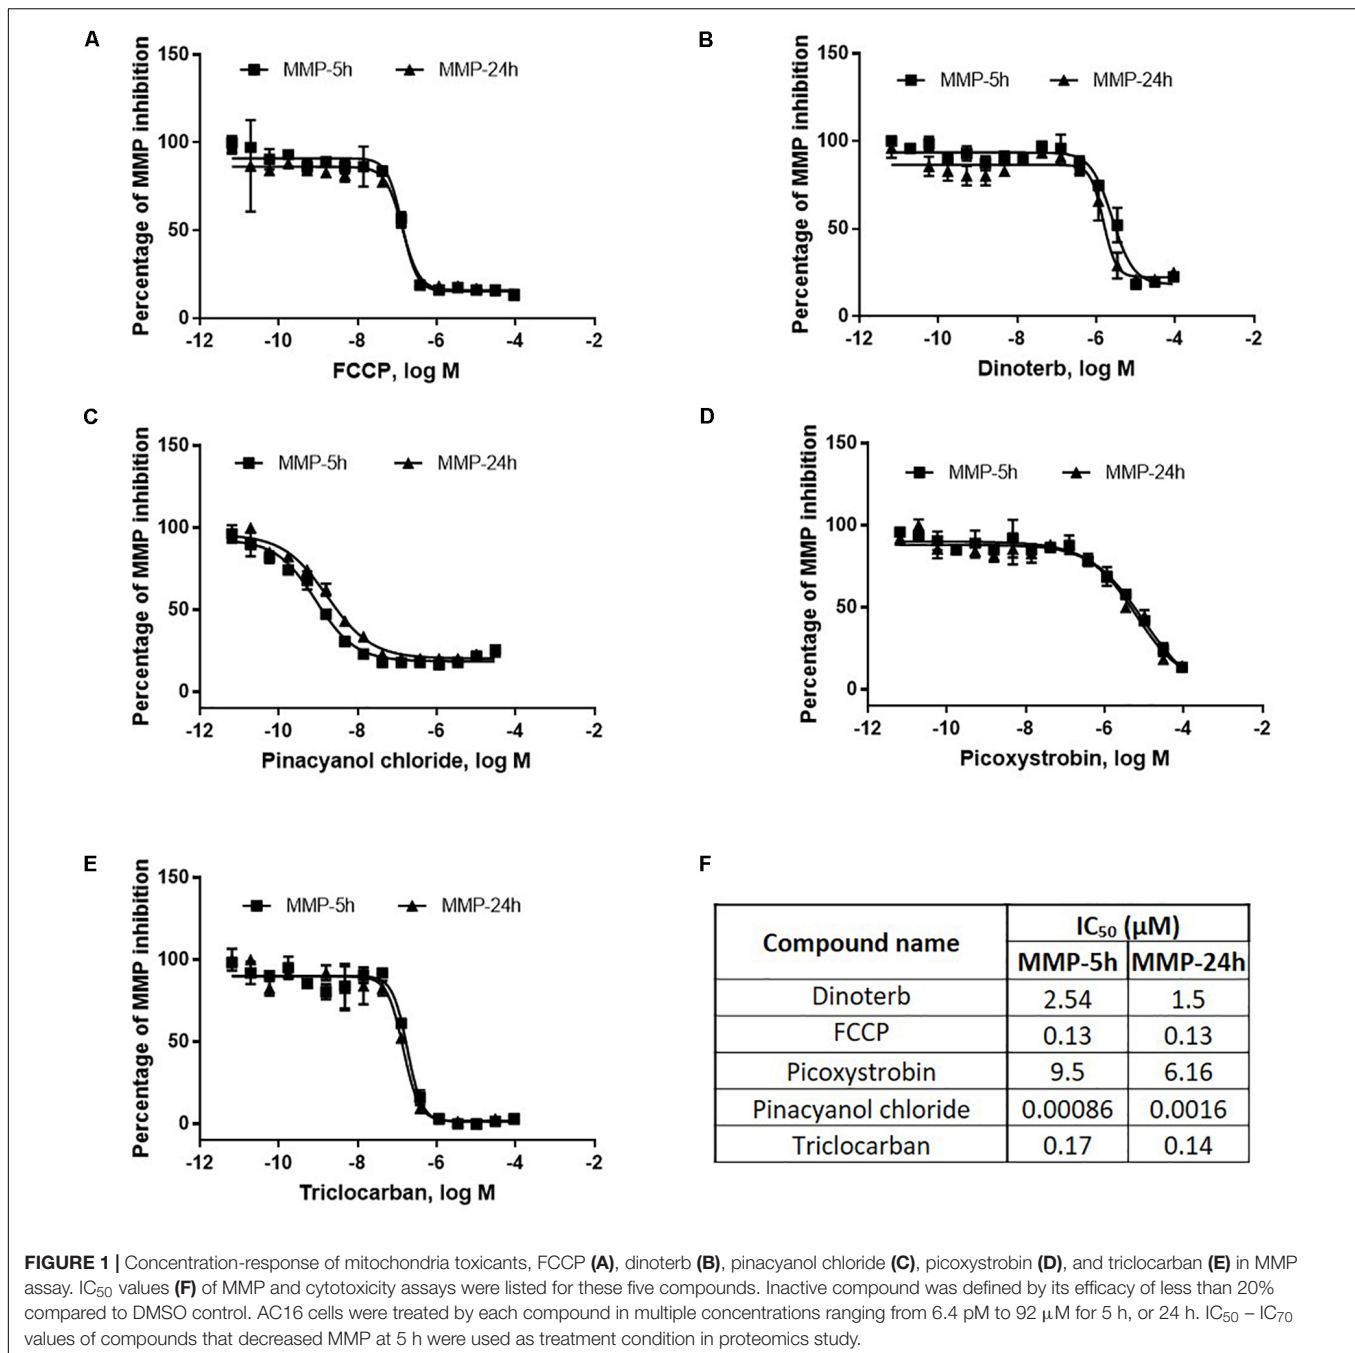 A
Percentage of MMP inhibition
MMP-5h
MMP-24h
150
100
50
0
-12 -10 -8 -6 -4 -2
FCCP, log M
B
Percentage of MMP inhibition
MMP-5h
MMP-24h
150
100
50
0
-12 -10 -8 -6 -4 -2
Dinoterb, log M
C
Percentage of MMP inhibition
MMP-5h
MMP-24h
150
100
50
0
-12 -10 -8 -6 -4 -2
Pinacyanol chloride, log M
D
Percentage of MMP inhibition
MMP-5h
MMP-24h
150
100
50
0
-12 -10 -8 -6 -4 -2
Picoxystrobin, log M
E
Percentage of MMP inhibition
MMP-5h
MMP-24h
150
100
50
0
-12 -10 -8 -6 -4 -2
Triclocarban, log M
F
Compound name IC50 (µM)
MMP-5h MMP-24h
Dinoterb 2.54 1.5
FCCP 0.13 0.13
Picoxystrobin 9.5 6.16
Pinacyanol chloride 0.00086 0.0016
Triclocarban 0.17 0.14
FIGURE 1 | Concentration-response of mitochondria toxicants, FCCP (A), dinoterb (B), pinacyanol chloride (C), picoxystrobin (D), and triclocarban (E) in MMP
assay. IC50 values (F) of MMP and cytotoxicity assays were listed for these five compounds. Inactive compound was defined by its efficacy of less than 20%
compared to DMSO control. AC16 cells were treated by each compound in multiple concentrations ranging from 6.4 pM to 92 µM for 5 h, or 24 h. IC50 – IC70
values of compounds that decreased MMP at 5 h were used as treatment condition in proteomics study.